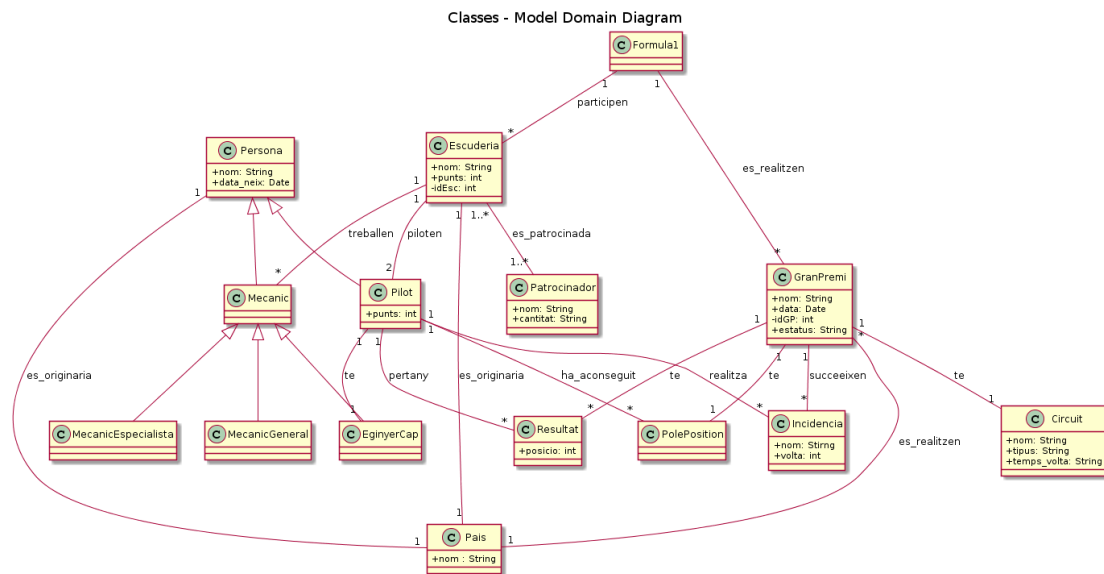 Classes - Model Domain Diagram
C Formula1
1
1
participen
*
C Persona
+nom: String
+data_neix: Date
C Escuderia
+nom: String
+punts: int
-idEsc: int
es_realitzen
1
1
1
1
1..*
treballen
piloten
es_patrocinada
*
2
1..*
*
C Mecanic
C Pilot
+punts: int
C Patrocinador
+nom: String
+cantitat: String
C GranPremi
+nom: String
+data: Date
-idGP: int
+estatus: String
1
1
1
1
*
1
1
1
1
es_originaria
te
pertany
es_originaria
ha_aconseguit
realitza
te
succeeixen
te
1
*
*
*
1
*
*
1
C MecanicEspecialista
C MecanicGeneral
C EginyerCap
C Resultat
+posicio: int
C PolePosition
C Incidencia
+nom: Stirng
+volta: int
C Circuit
+nom: String
+tipus: String
+temps_volta: String
es_realitzen
1
1
1
C Pais
+nom : String